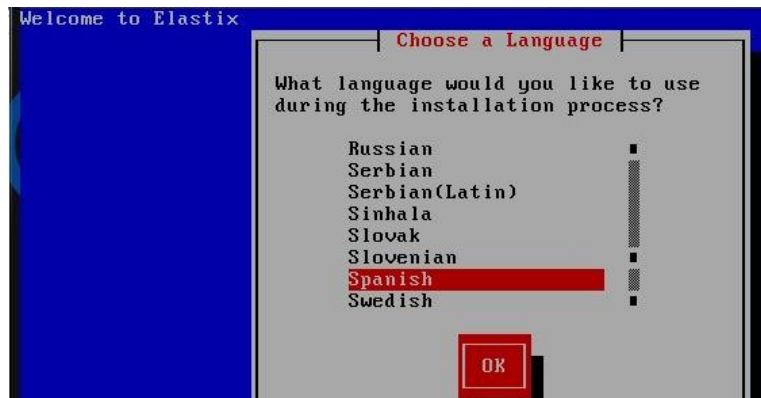 Welcome to Elastix
Choose a Language
What language would you like to use
during the installation process?
Russian
Serbian
Serbian(Latin)
Sinhala
Slovak
Slovenian
Spanish
Swedish
OK